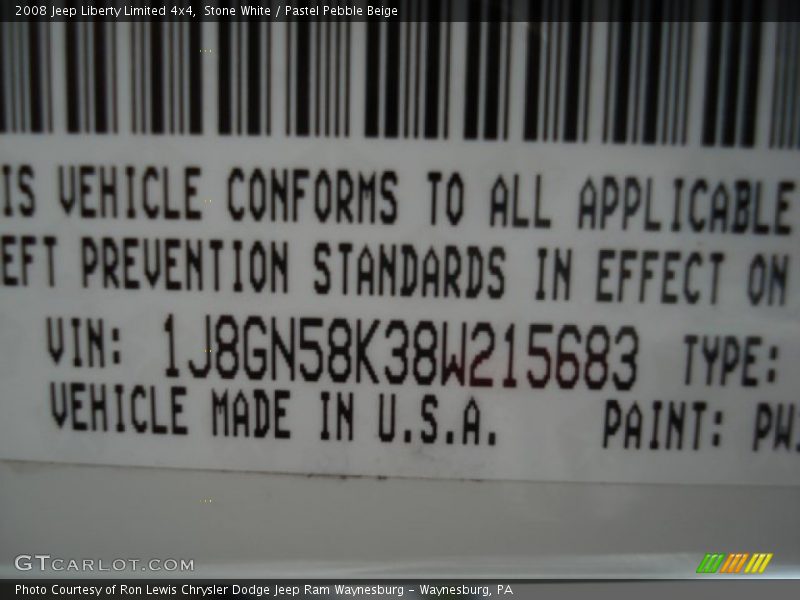 2008 Jeep Liberty Limited 4x4, Stone White / Pastel Pebble Beige
IS VEHICLE CONFORMS TO ALL APPLICABLE
EFT PREVENTION STANDARDS IN EFFECT ON
VIN: 1J8GN58K38W215683 TYPE:
VEHICLE MADE IN U.S.A. PAINT: PW
GTCARLOT.COM
Photo Courtesy of Ron Lewis Chrysler Dodge Jeep Ram Waynesburg - Waynesburg, PA